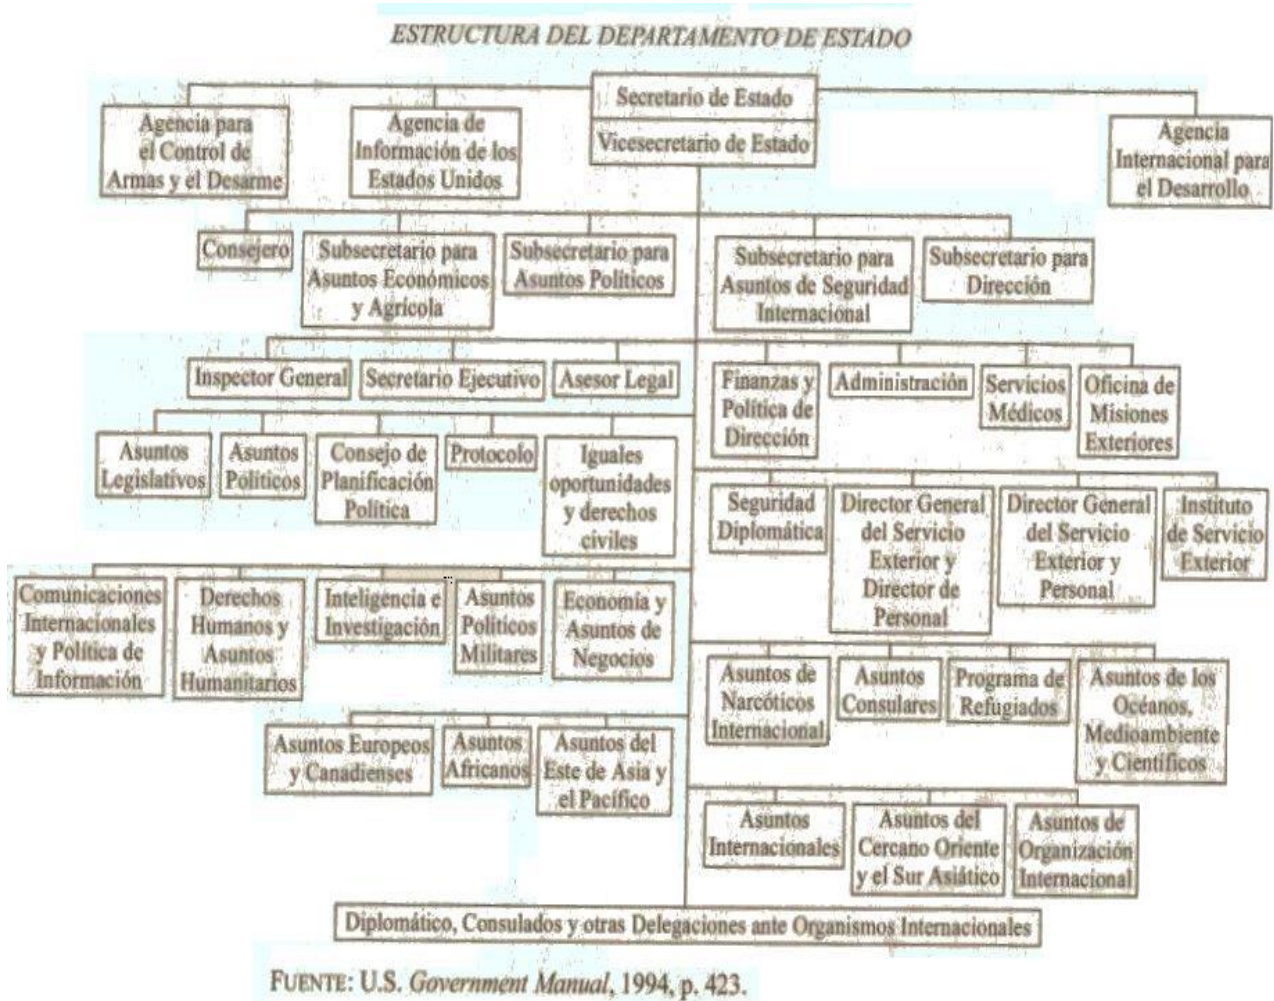 ESTRUCTURA DEL DEPARTAMENTO DE ESTADO
Secretario de Estado
Vicesecretario de Estado
Agencia para
el Control de
Armas y el Desarme
Agencia de
Información de los
Estados Unidos
Agencia
Internacional para
el Desarrollo
Consejero
Subsecretario para
Asuntos Económicos
y Agrícola
Subsecretario para
Asuntos Políticos
Subsecretario para
Asuntos de Seguridad
Internacional
Subsecretario para
Dirección
Inspector General
Secretario Ejecutivo
Asesor Legal
Finanzas y
Política de
Dirección
Administración
Servicios
Médicos
Oficina de
Misiones
Exteriores
Asuntos
Legislativos
Asuntos
Políticos
Consejo de
Planificación
Política
Protocolo
Iguales
oportunidades
y derechos
civiles
Seguridad
Diplomática
Director General
del Servicio
Exterior y
Director de
Personal
Director General
del Servicio
Exterior y
Personal
Instituto
de Servicio
Exterior
Comunicaciones
Internacionales
y Política de
Información
Derechos
Humanos y
Asuntos
Humanitarios
Inteligencia e
Investigación
Asuntos
Políticos
Militares
Economía y
Asuntos de
Negocios
Asuntos de
Narcóticos
Internacional
Asuntos
Consulares
Programa de
Refugiados
Asuntos de los
Océanos,
Medioambiente
y Científicos
Asuntos Europeos
y Canadienses
Asuntos
Africanos
Asuntos del
Este de Asia y
el Pacífico
Asuntos
Internacionales
Asuntos del
Cercano Oriente
y el Sur Asiático
Asuntos de
Organización
Internacional
Diplomático, Consulados y otras Delegaciones ante Organismos Internacionales
FUENTE: U.S. Government Manual, 1994, p. 423.